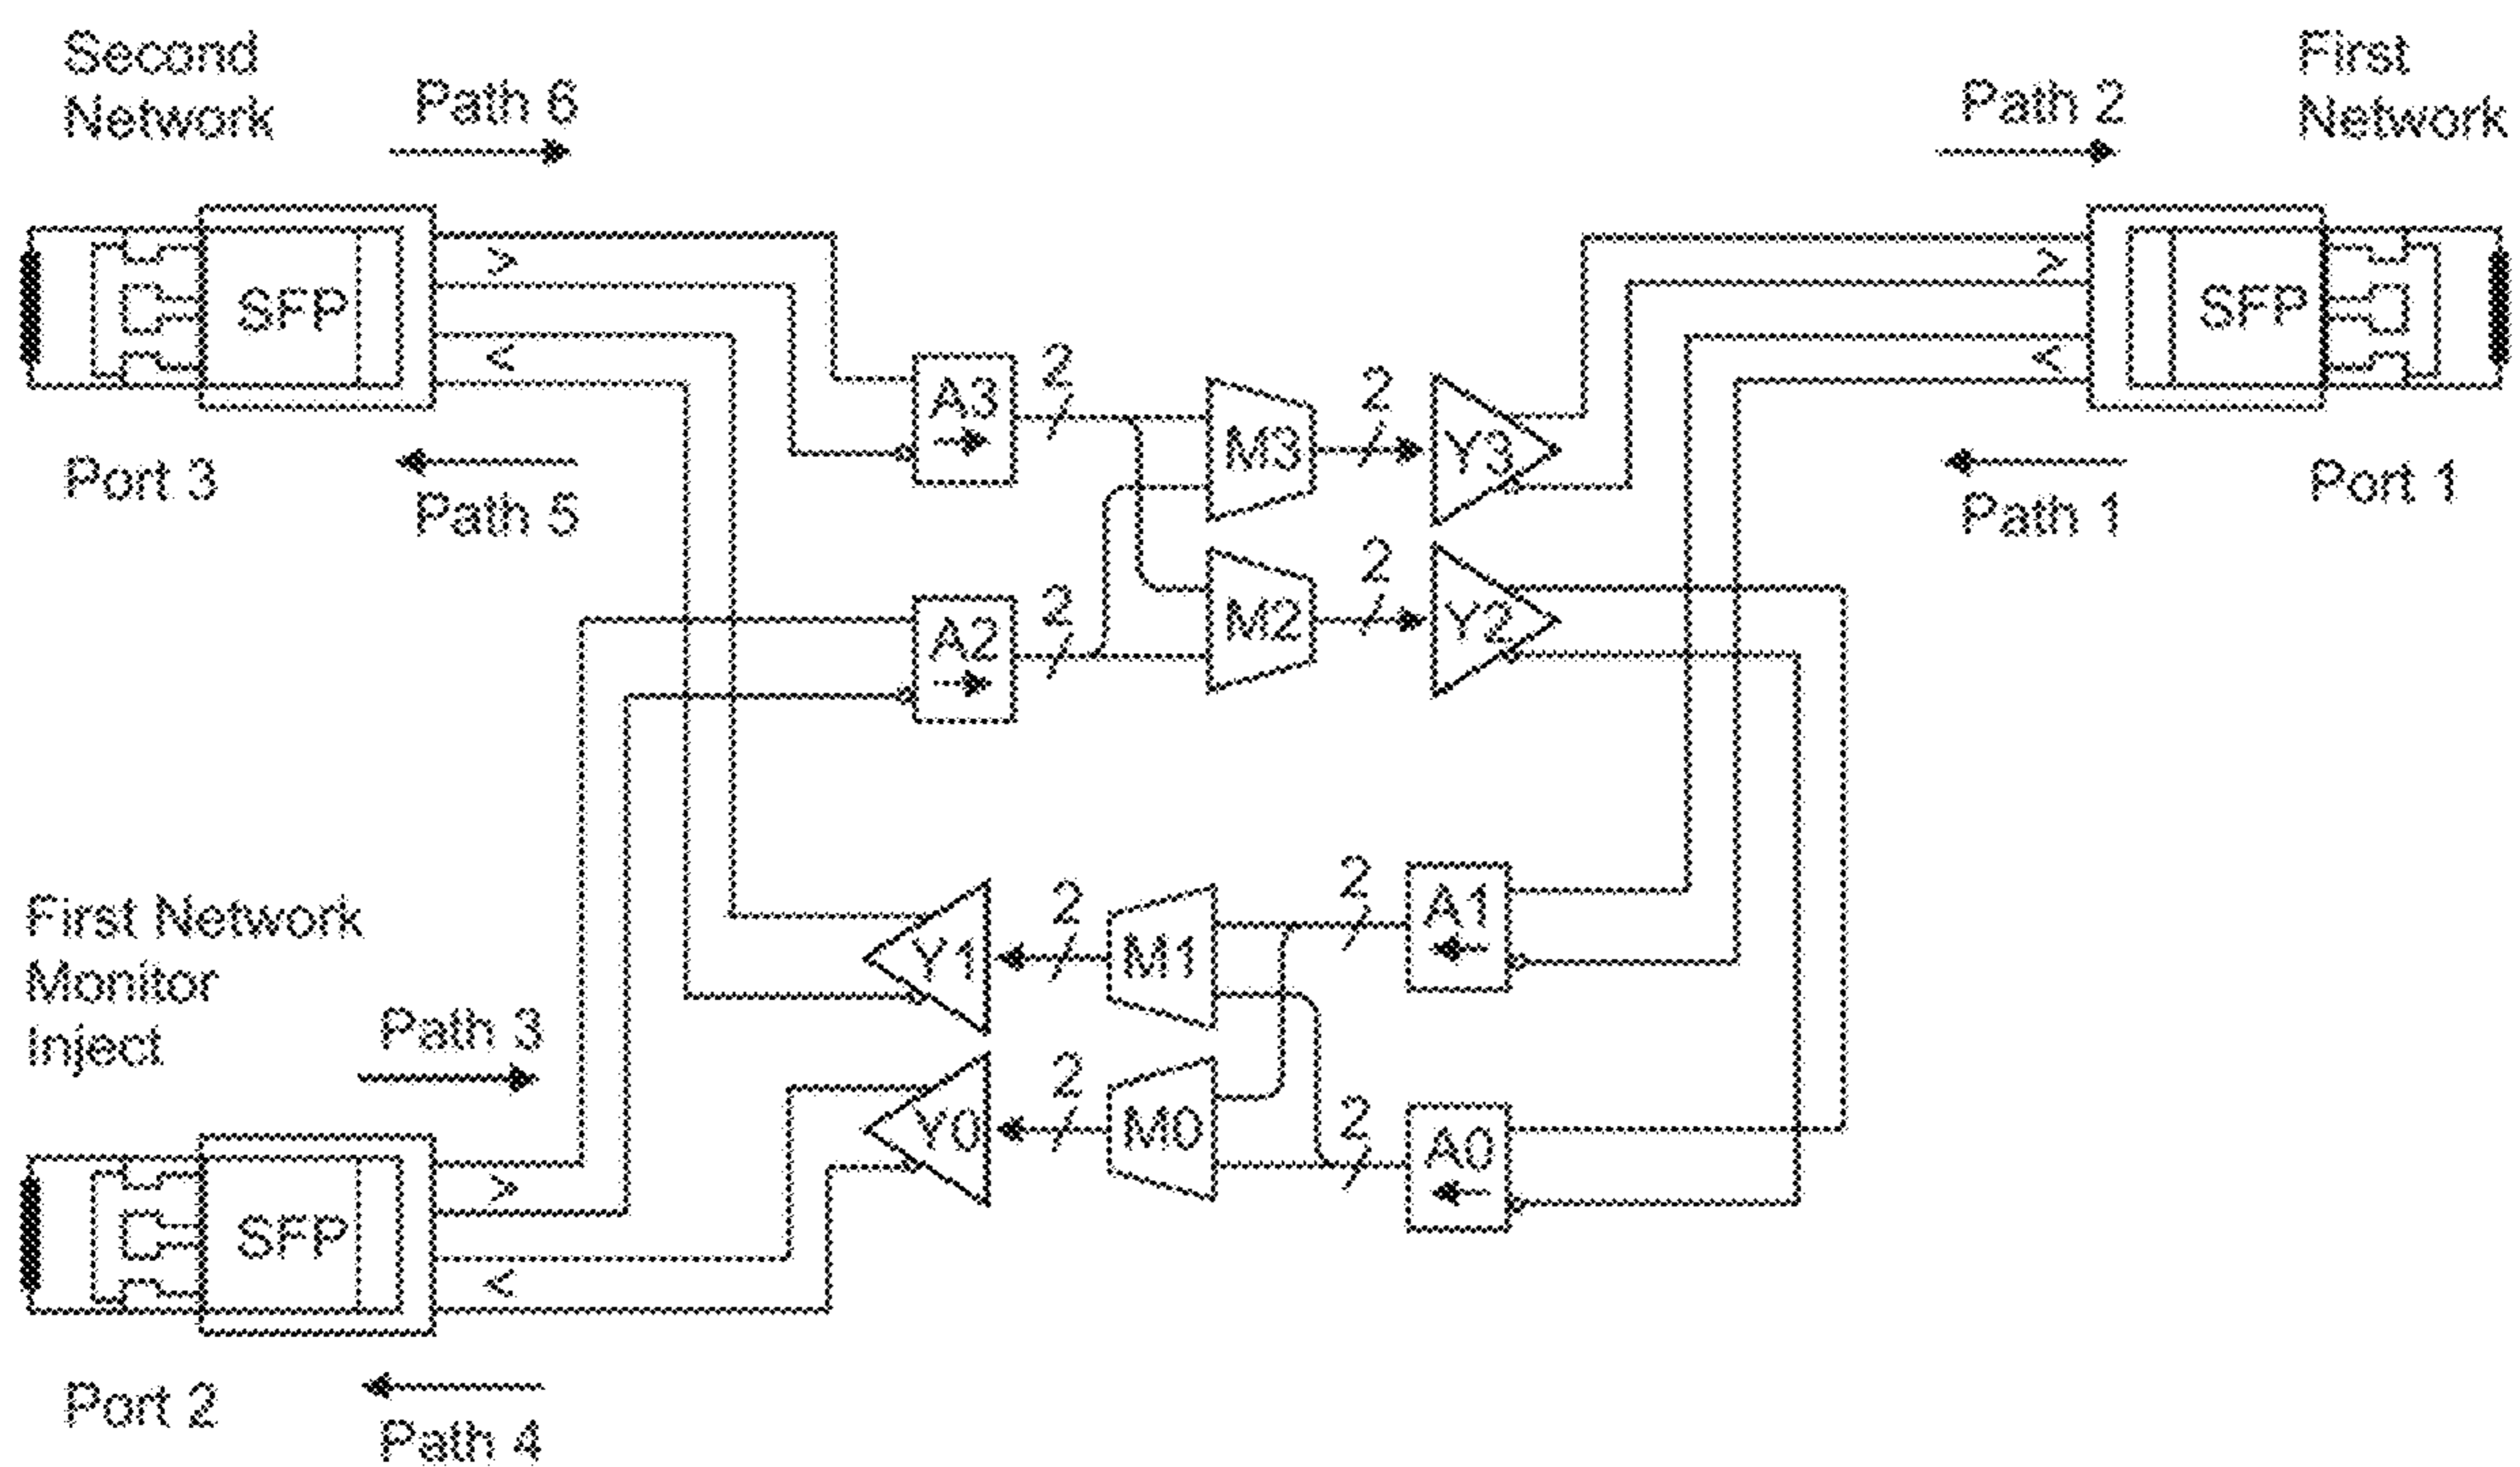 Second
Network
Path 6
Path 2
First
Network
>
>
SFP
SFP
<
<
A3
2
2
M3
Y3
Port 3
Path 5
Path 1
Port 1
A2
2
2
M2
Y2
First Network
Monitor
Inject
Path 3
Y1
2
M1
2
A1
Y0
2
M0
2
A0
>
SFP
<
Port 2
Path 4